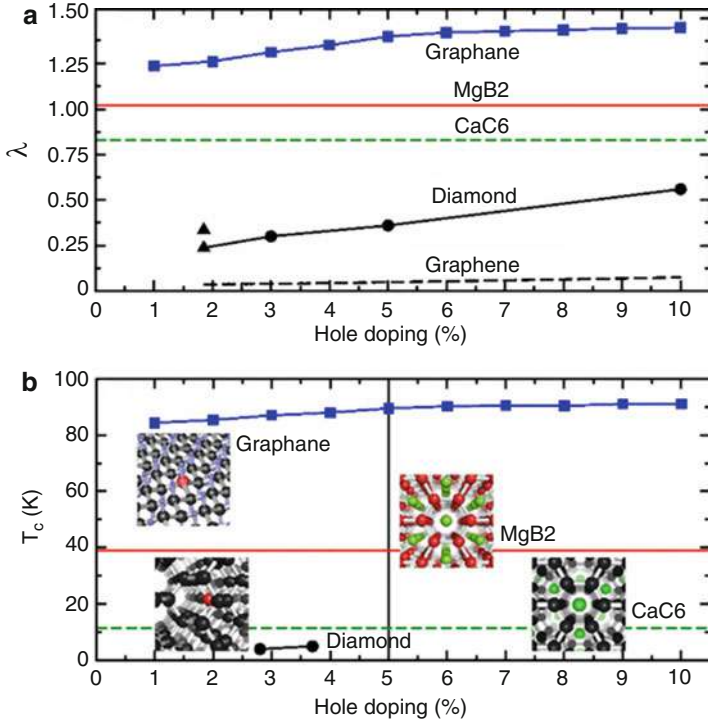 a
1.50
1.25
1.00
0.75
0.50
0.25
0
λ
Graphane
MgB2
CaC6
Diamond
Graphene
0 1 2 3 4 5 6 7 8 9 10
Hole doping (%)
b
100
80
60
40
20
0
Tc (K)
Graphane
MgB2
CaC6
Diamond
0 1 2 3 4 5 6 7 8 9 10
Hole doping (%)